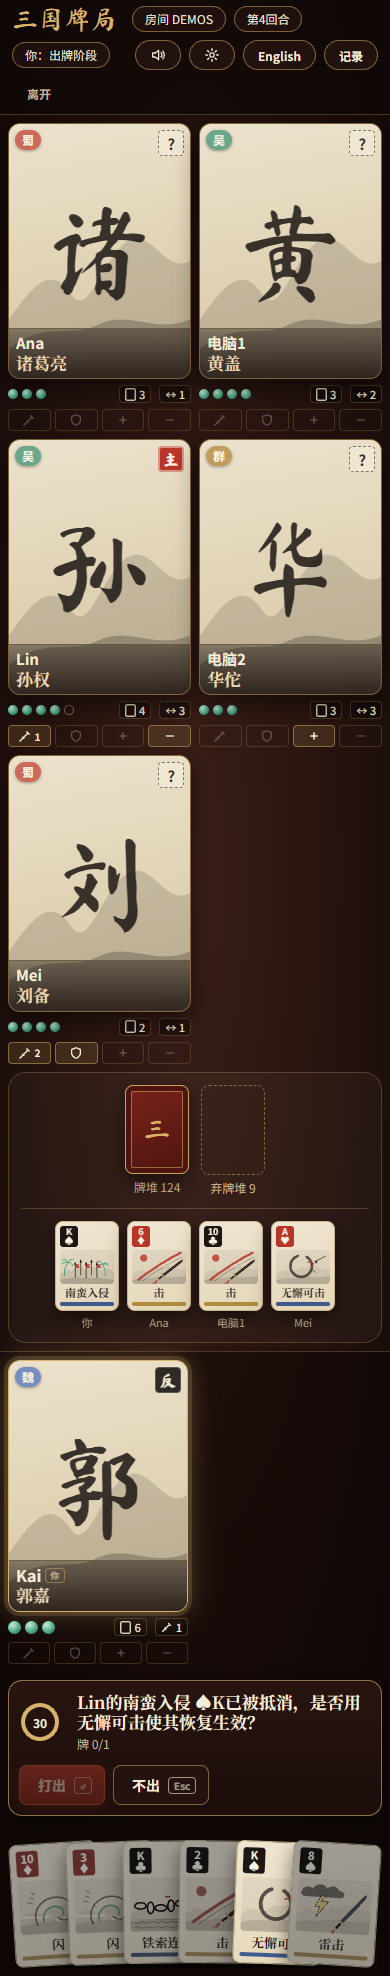 三国牌局 房间 DEMOS 第4回合
你: 出牌阶段 English 记录
离开
蜀 ?
诸
Ana
诸葛亮
3 ↔1
吴 ?
黄
电脑1
黄盖
3 ↔2
+ −
+ −
吴 主
孙
Lin
孙权
4 ↔3
1 + −
群 ?
华
电脑2
华佗
3 ↔3
+ −
蜀 ?
刘
Mei
刘备
2 ↔1
2 + −
三
牌堆 124 弃牌堆 9
K♠ 6♦ 10♣ A♥
南蛮入侵 击 击 无懈可击
你 Ana 电脑1 Mei
魏 反
郭
Kai 你
郭嘉
6 1
+ −
30
Lin的南蛮入侵 ♠K已被抵消，是否用
无懈可击使其恢复生效?
牌 0/1
打出 不出 Esc
10♦ 3♦ K♣ 2♣ K♠ 8♠
闪 闪 铁索连 击 无懈可 雷击